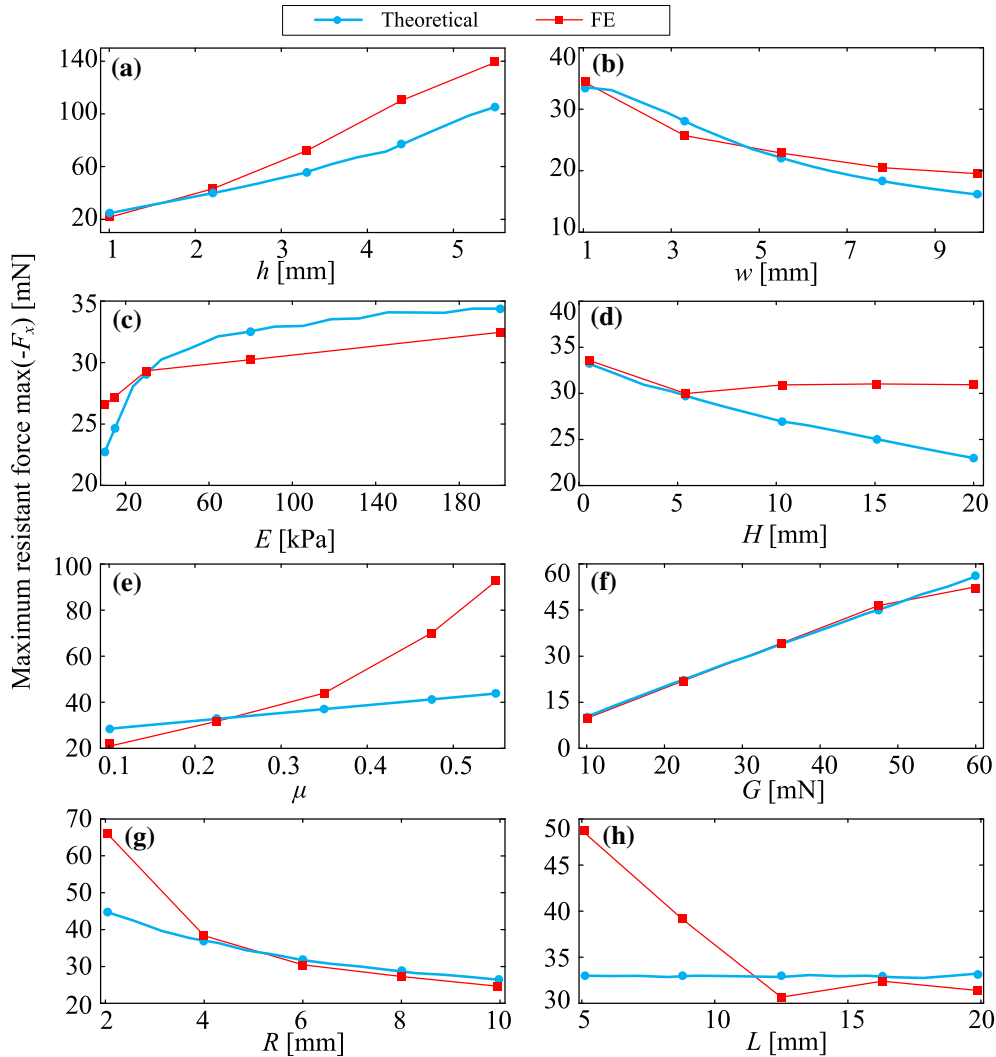 Theoretical FE
Maximum resistant force max(-Fₓ) [mN]
(a)
140
100
60
20
1 2 3 4 5
h [mm]
(b)
40
30
20
10
1 3 5 7 9
w [mm]
(c)
35
30
25
20
20 60 100 140 180
E [kPa]
(d)
40
35
30
25
20
0 5 10 15 20
H [mm]
(e)
100
80
60
40
20
0.1 0.2 0.3 0.4 0.5
μ
(f)
60
45
30
15
0
10 20 30 40 50 60
G [mN]
(g)
70
60
50
40
30
20
2 4 6 8 10
R [mm]
(h)
50
45
40
35
30
5 10 15 20
L [mm]